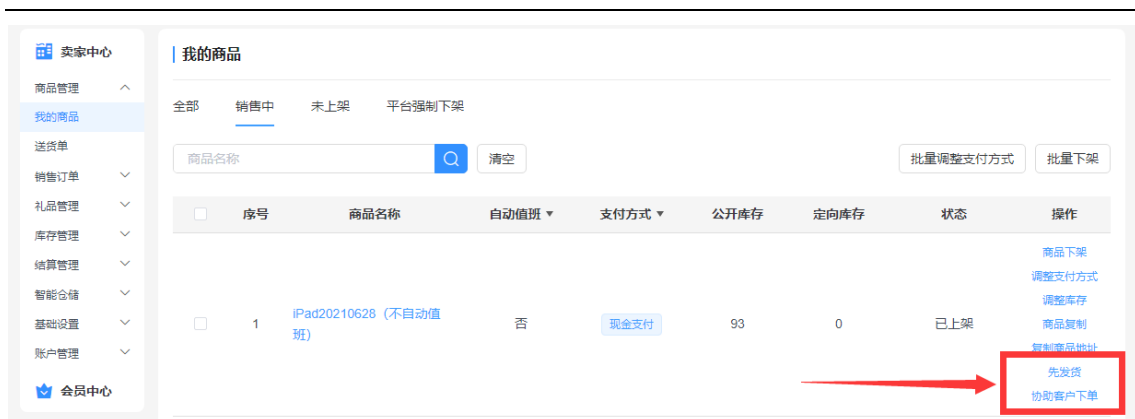 卖家中心
商品管理
我的商品
送货单
销售订单
礼品管理
库存管理
结算管理
智能仓储
基础设置
账户管理
会员中心
我的商品
全部 销售中 未上架 平台强制下架
商品名称 清空 批量调整支付方式 批量下架
序号 商品名称 自动值班 支付方式 公开库存 定向库存 状态 操作
1 iPad20210628（不自动值
班） 否 现金支付 93 0 已上架
商品下架
调整支付方式
调整库存
商品复制
复制商品地址
先发货
协助客户下单